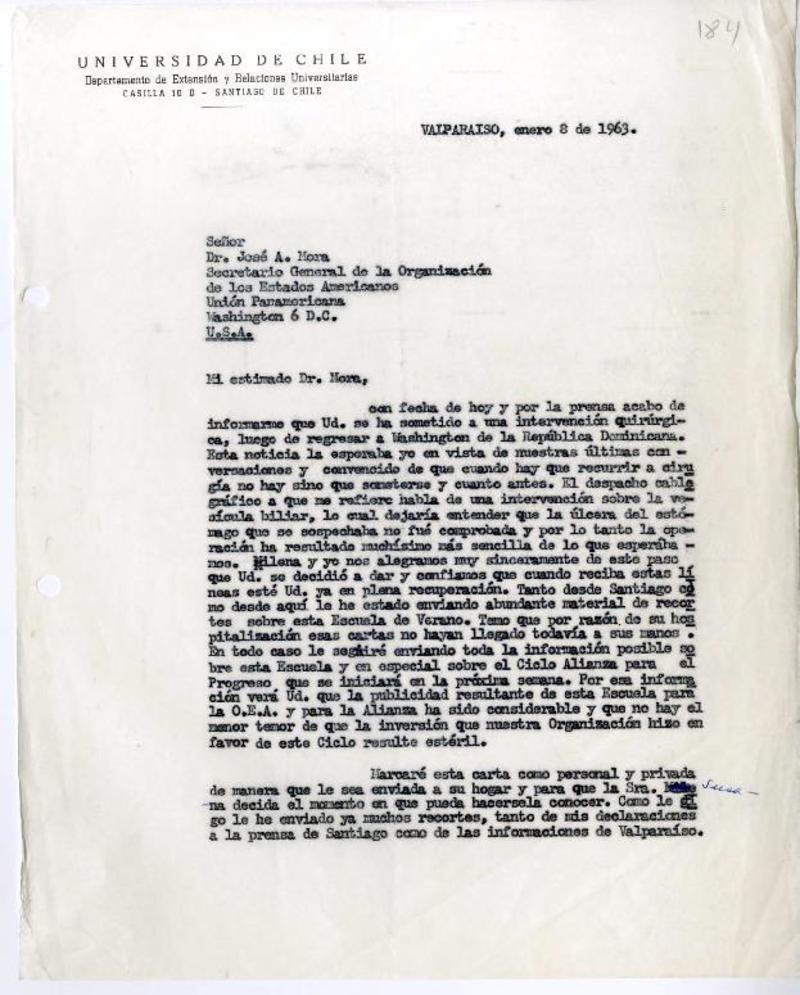 184
UNIVERSIDAD DE CHILE
Departamento de Extensión y Relaciones Universitarias
CASILLA 10 D - SANTIAGO DE CHILE
VALPARAISO, enero 8 de 1963.
Señor
Dr. José A. Mora
Secretario General de la Organización
de los Estados Americanos
Unión Panamericana
Washington 6 D.C.
U.S.A.
Mi estimado Dr. Mora,
con fecha de hoy y por la prensa acabo de
informarme que Ud. se ha sometido a una intervención quirúrgi-
ca, luego de regresar a Washington de la República Dominicana.
Esta noticia la esperaba yo en vista de nuestras últimas con -
versaciones y convencido de que cuando hay que recurrir a ciru
gía no hay sino que someterse y cuanto antes. El despacho cable
gráfico a que me refiero habla de una intervención sobre la ve-
sícula biliar, lo cual dejaría entender que la úlcera del estó-
mago que se sospechaba no fué comprobada y por lo tanto la ope-
ración ha resultado muchísimo más sencilla de lo que esperába -
mos. Milena y yo nos alegramos muy sinceramente de este paso
que Ud. se decidió a dar y confiamos que cuando reciba estas lí
neas esté Ud. ya en plena recuperación. Tanto desde Santiago co
mo desde aquí le he estado enviando abundante material de recor
tes sobre esta Escuela de Verano. Temo que por razón de su hos
pitalización esas cartas no hayan llegado todavía a sus manos .
En todo caso le seguiré enviando toda la información posible so
bre esta Escuela y en especial sobre el Ciclo Alianza para el
Progreso que se iniciará en la próxima semana. Por esa informa
ción verá Ud. que la publicidad resultante de esta Escuela para
la O.E.A. y para la Alianza ha sido considerable y que no hay el
menor temor de que la inversión que nuestra Organización hizo en
favor de este Ciclo resulte estéril.
Marcaré esta carta como personal y privada
de manera que le sea enviada a su hogar y para que la Sra.
na decida el momento en que pueda hacersela conocer. Como le di
go le he enviado ya muchos recortes, tanto de mis declaraciones
a la prensa de Santiago como de las informaciones de Valparaíso.